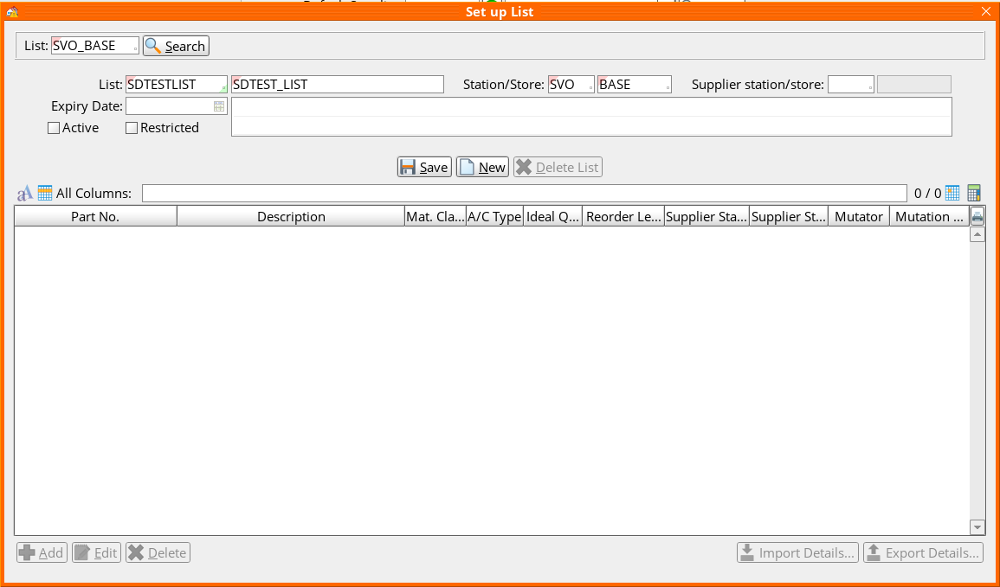 Set up List
List: SVO_BASE Search
List: SDTESTLIST SDTEST_LIST Station/Store: SVO BASE Supplier station/store:
Expiry Date:
Active Restricted
Save New Delete List
All Columns: 0 / 0
Part No. Description Mat. Cla... A/C Type Ideal Q... Reorder Le... Supplier Sta... Supplier St... Mutator Mutation ...
Add Edit Delete Import Details... Export Details...